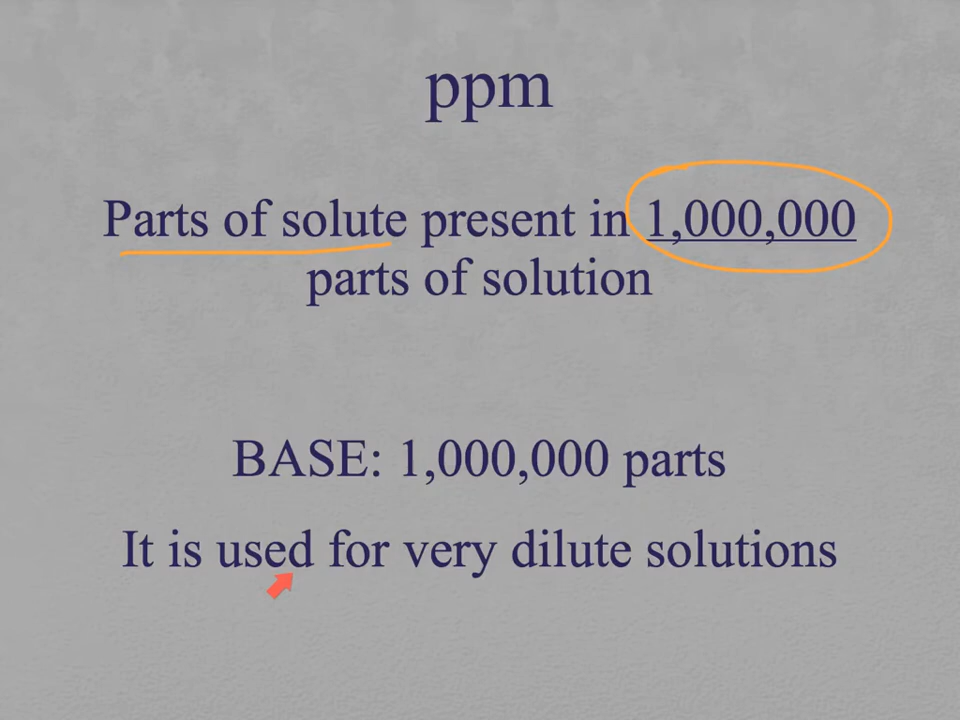 ppm
Parts of solute present in 1,000,000
parts of solution
BASE: 1,000,000 parts
It is used for very dilute solutions